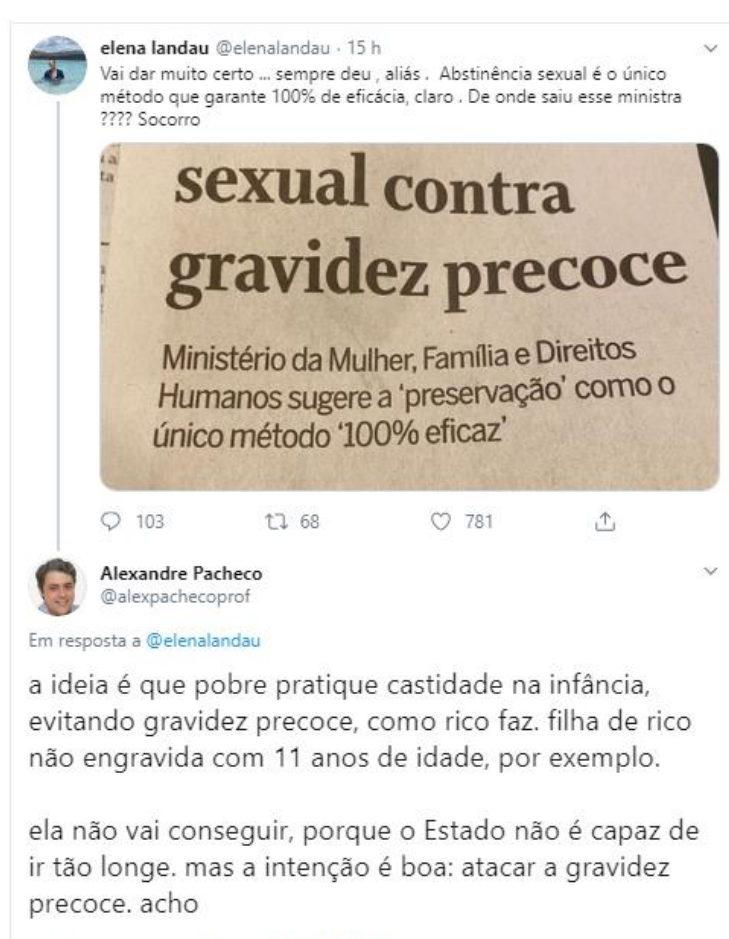 elena landau @elenalandau · 15 h
Vai dar muito certo ... sempre deu , aliás . Abstinência sexual é o único
método que garante 100% de eficácia, claro . De onde saiu esse ministra
???? Socorro
sexual contra
gravidez precoce
Ministério da Mulher, Família e Direitos
Humanos sugere a ‘preservação’ como o
único método ‘100% eficaz’
103 68 781
Alexandre Pacheco
@alexpachecoprof
Em resposta a @elenalandau
a ideia é que pobre pratique castidade na infância,
evitando gravidez precoce, como rico faz. filha de rico
não engravida com 11 anos de idade, por exemplo.
ela não vai conseguir, porque o Estado não é capaz de
ir tão longe. mas a intenção é boa: atacar a gravidez
precoce. acho